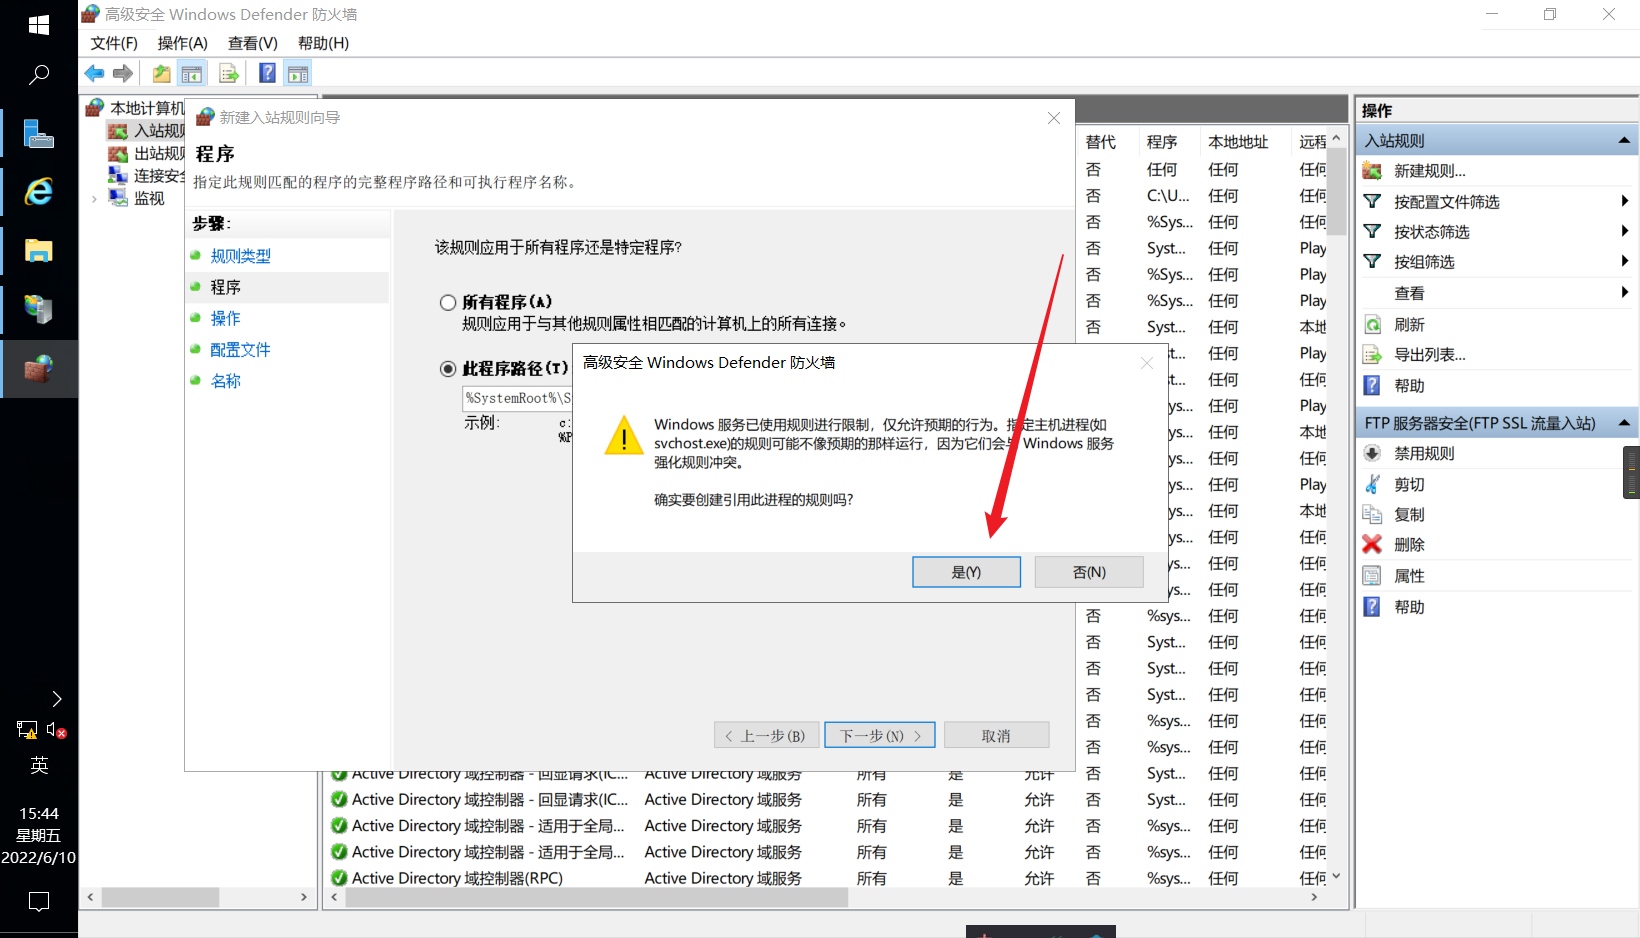 高级安全 Windows Defender 防火墙
文件(F) 操作(A) 查看(V) 帮助(H)
本地计算机
入站规则
出站规则
连接安全
监视
新建入站规则向导
程序
指定此规则匹配的程序的完整程序路径和可执行程序名称。
步骤:
规则类型
程序
操作
配置文件
名称
该规则应用于所有程序还是特定程序?
所有程序(A)
规则应用于与其他规则属性相匹配的计算机上的所有连接。
此程序路径(T)
%SystemRoot%\S
示例:
c:
%P
< 上一步(B) 下一步(N) > 取消
高级安全 Windows Defender 防火墙
Windows 服务已使用规则进行限制，仅允许预期的行为。指定主机进程(如
svchost.exe)的规则可能不像预期的那样运行，因为它们会与 Windows 服务
强化规则冲突。
确实要创建引用此进程的规则吗?
是(Y) 否(N)
替代 程序 本地地址 远程
否 任何 任何 任何
否 C:\U... 任何 任何
否 %Sys... 任何 任何
否 Syst... 任何 Play
否 %Sys... 任何 Play
否 %Sys... 任何 Play
否 Syst... 任何 本地
t... 任何 Play
t... 任何 任何
ys... 任何 Play
ys... 任何 本地
ys... 任何 任何
ys... 任何 Play
ys... 任何 本地
ys... 任何 任何
ys... 任何 任何
ys... 任何 任何
否 %sys... 任何 任何
否 Syst... 任何 任何
否 Syst... 任何 任何
否 Syst... 任何 任何
否 %sys... 任何 任何
否 %sys... 任何 任何
Active Directory 域控制器 - 回显请求(IC... Active Directory 域服务 所有 是 允许 否 Syst... 任何 任何
Active Directory 域控制器 - 回显请求(IC... Active Directory 域服务 所有 是 允许 否 Syst... 任何 任何
Active Directory 域控制器 - 适用于全局... Active Directory 域服务 所有 是 允许 否 %sys... 任何 任何
Active Directory 域控制器 - 适用于全局... Active Directory 域服务 所有 是 允许 否 %sys... 任何 任何
Active Directory 域控制器(RPC) Active Directory 域服务 所有 是 允许 否 %sys... 任何 任何
操作
入站规则
新建规则...
按配置文件筛选
按状态筛选
按组筛选
查看
刷新
导出列表...
帮助
FTP 服务器安全(FTP SSL 流量入站)
禁用规则
剪切
复制
删除
属性
帮助
英
15:44
星期五
2022/6/10